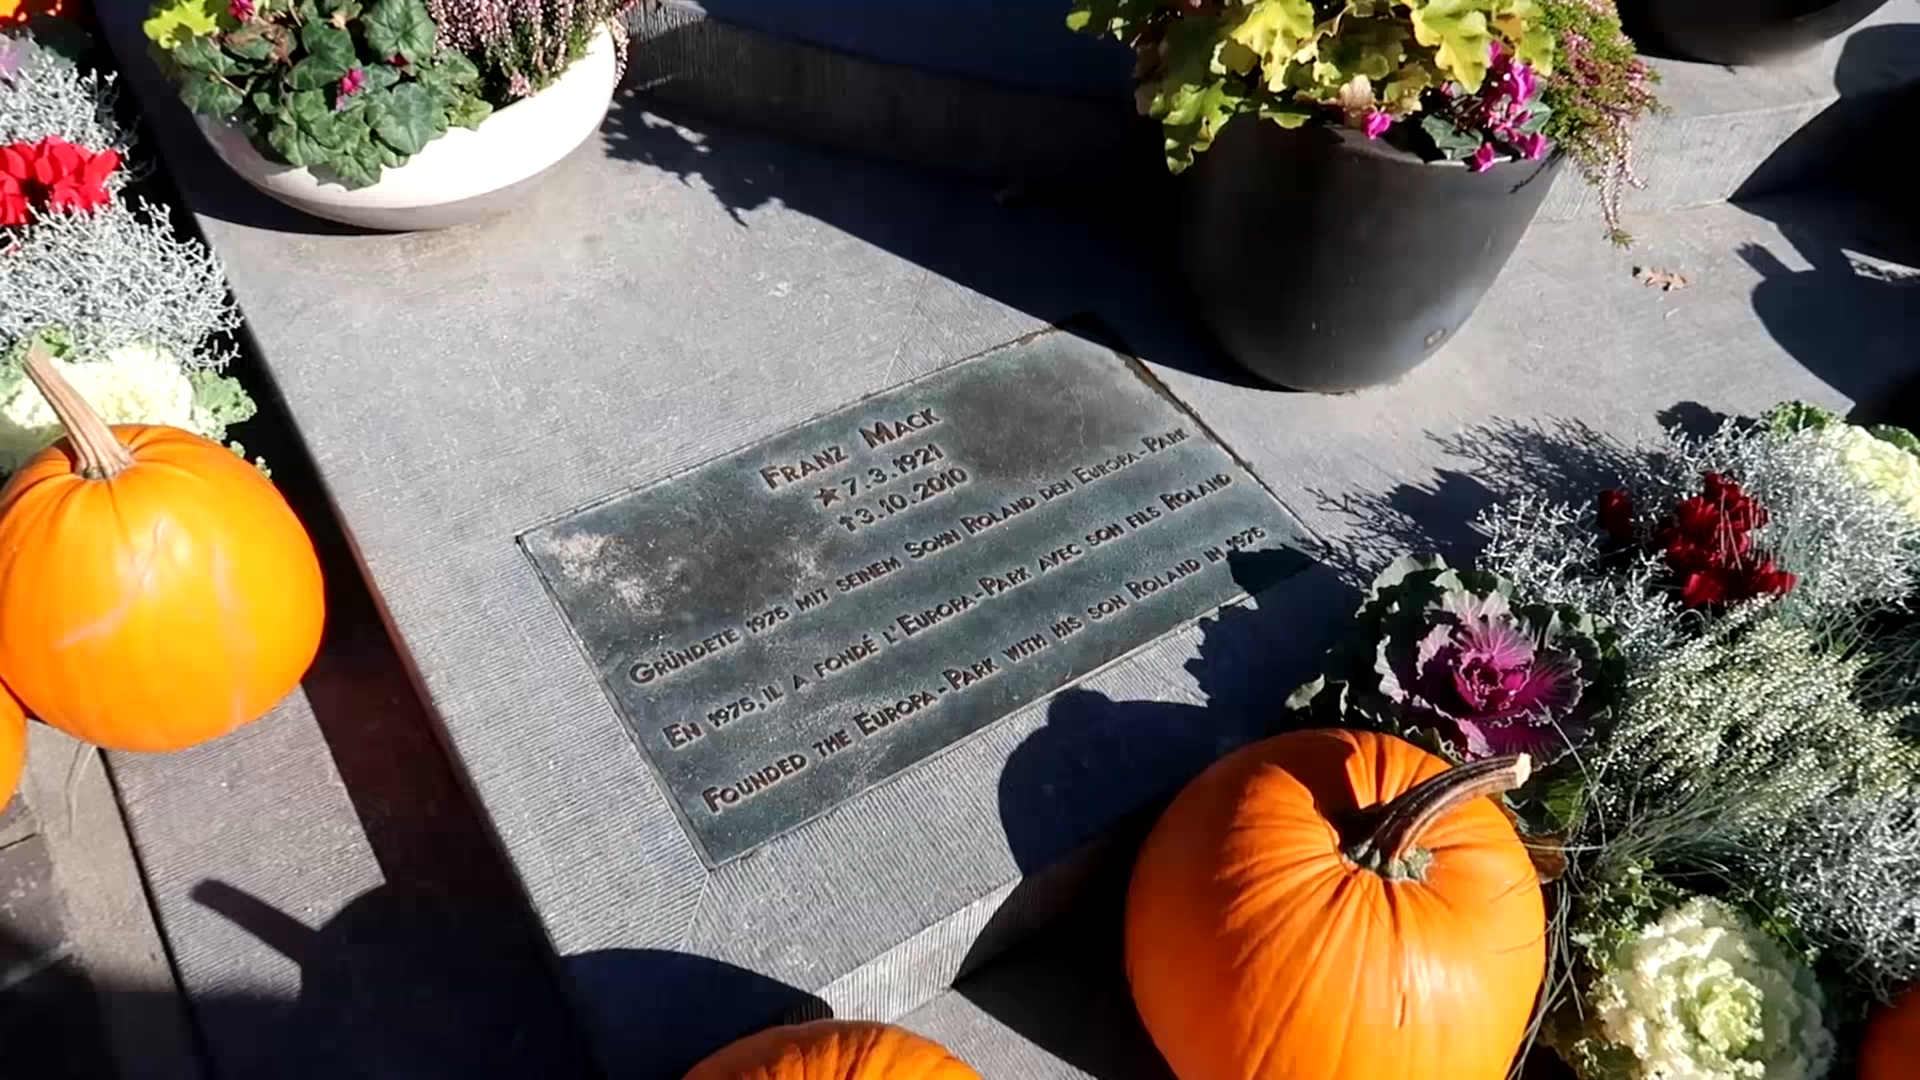 FRANZ MACK
★7.3.1921
†3.10.2010
GRÜNDETE 1975 MIT SEINEM SOHN ROLAND DEN EUROPA-PARK
EN 1975, IL A FONDÉ L'EUROPA-PARK AVEC SON FILS ROLAND
FOUNDED THE EUROPA-PARK WITH HIS SON ROLAND IN 1975